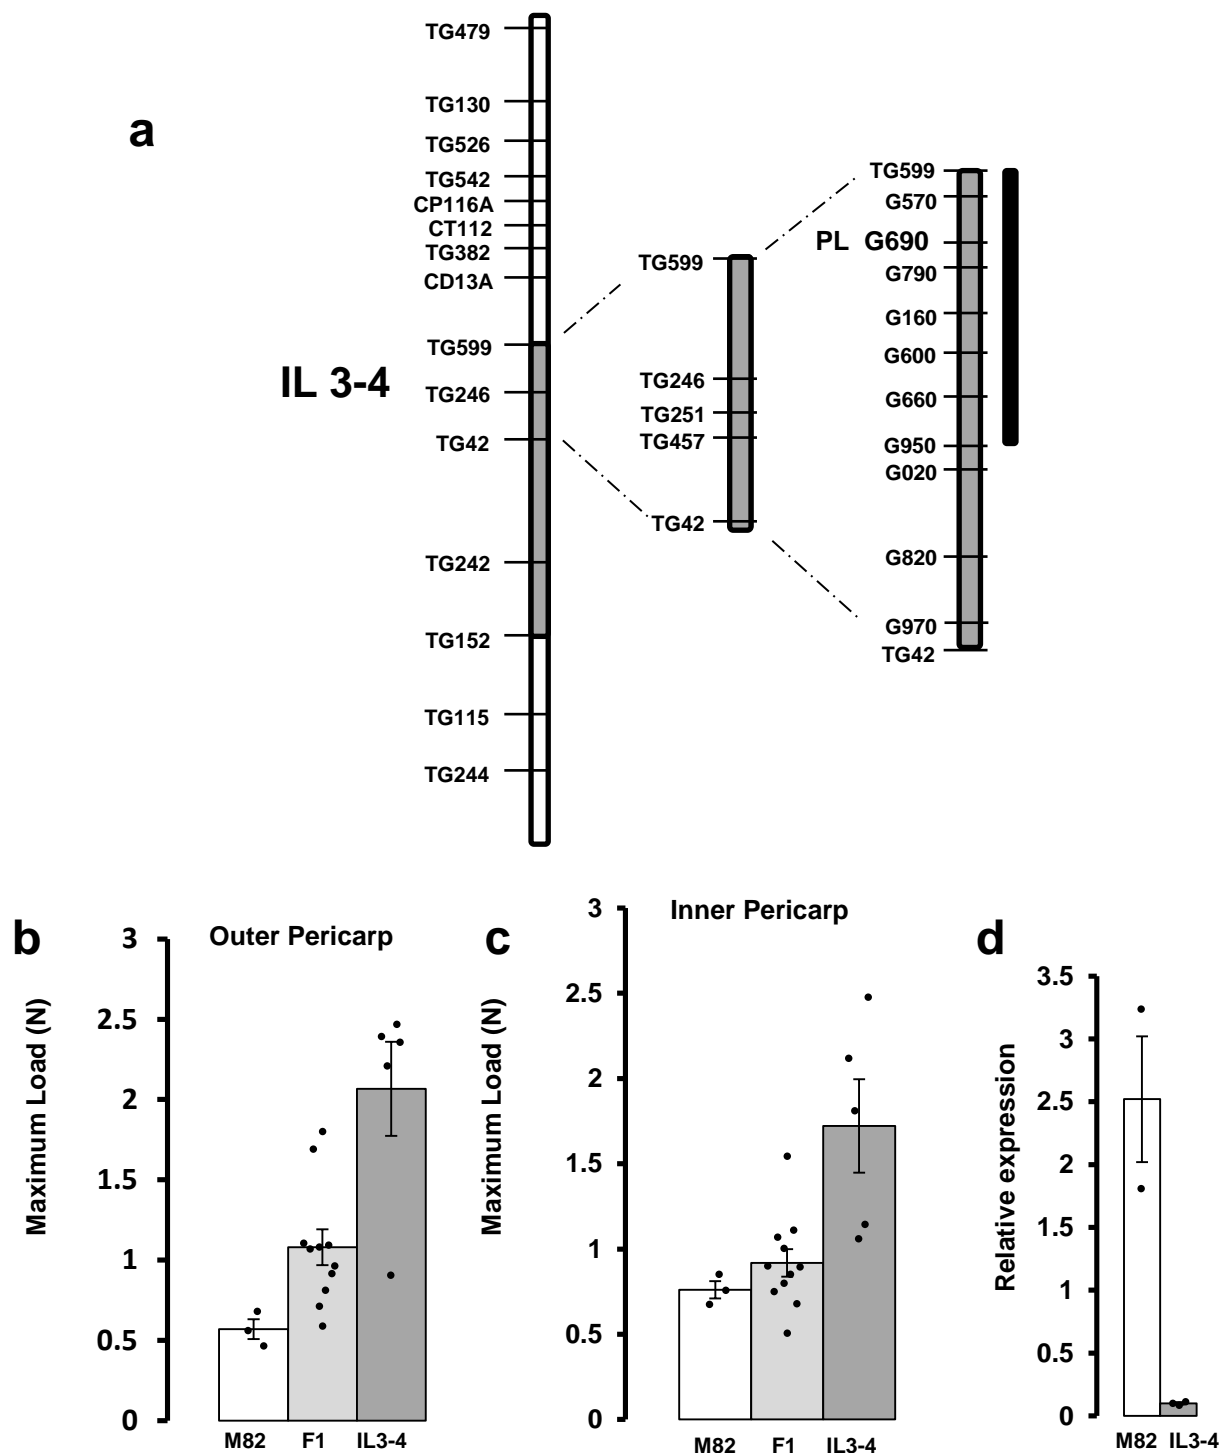 a
TG479
TG130
TG526
TG542
CP116A
CT112
TG382
CD13A
TG599
IL 3-4
TG246
TG42
TG242
TG152
TG115
TG244
TG599
TG246
TG251
TG457
TG42
TG599
G570
PL G690
G790
G160
G600
G660
G950
G020
G820
G970
TG42
b
Outer Pericarp
Maximum Load (N)
3
2.5
2
1.5
1
0.5
0
M82 F1 IL3-4
c
Inner Pericarp
Maximum Load (N)
3
2.5
2
1.5
1
0.5
0
M82 F1 IL3-4
d
Relative expression
3.5
3
2.5
2
1.5
1
0.5
0
M82 IL3-4